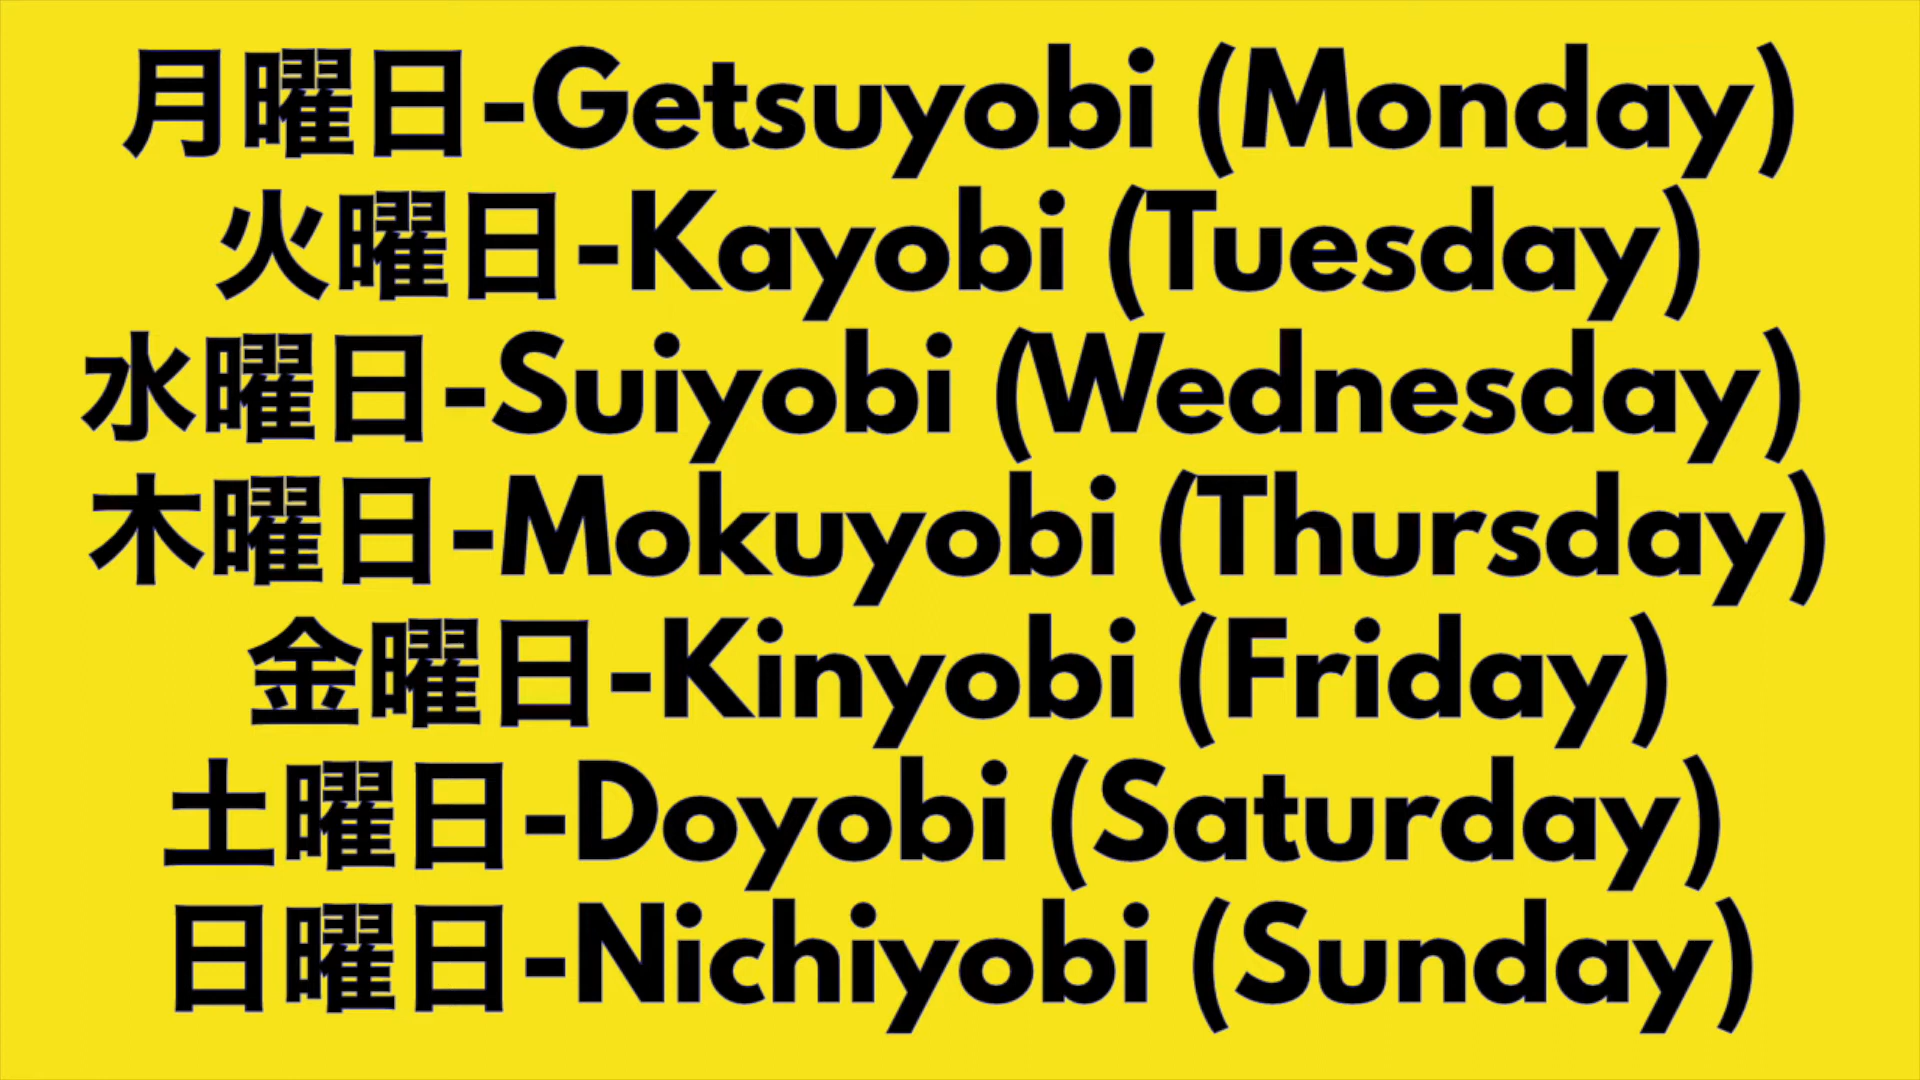 月曜日-Getsuyobi (Monday)
火曜日-Kayobi (Tuesday)
水曜日-Suiyobi (Wednesday)
木曜日-Mokuyobi (Thursday)
金曜日-Kinyobi (Friday)
土曜日-Doyobi (Saturday)
日曜日-Nichiyobi (Sunday)